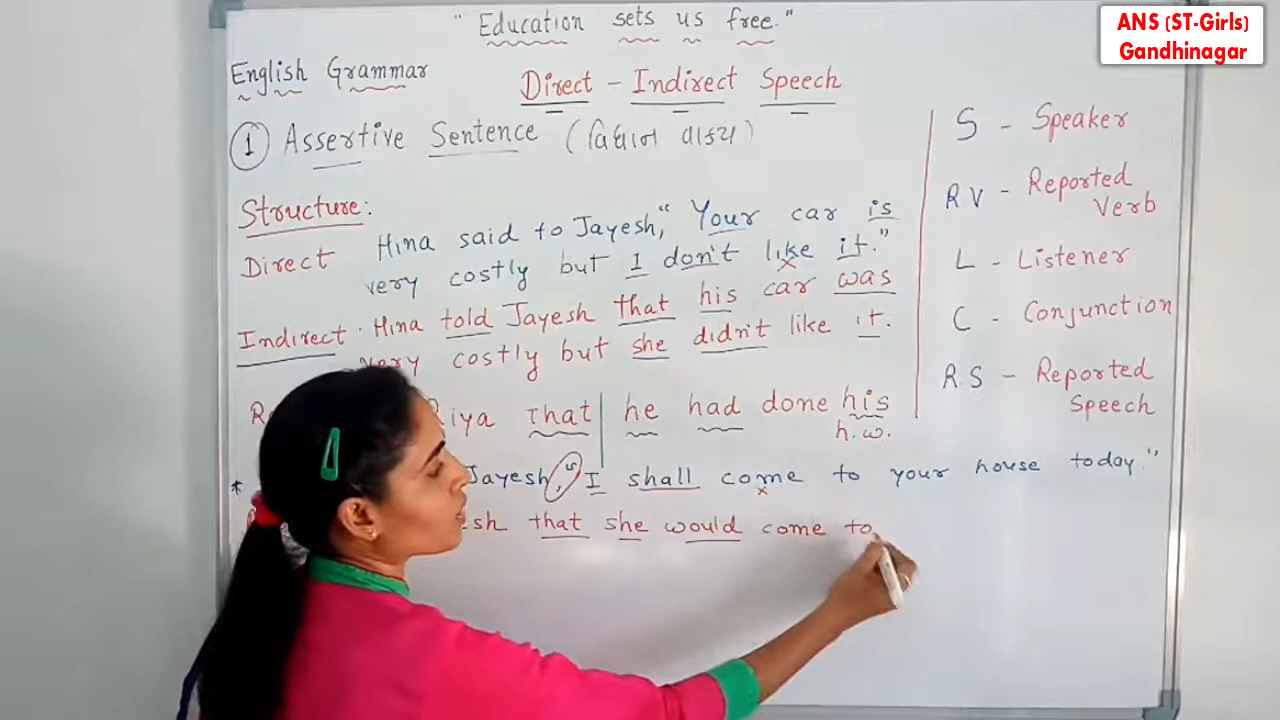 "Education sets us free."
ANS (ST-Girls)
Gandhinagar
English Grammar
Direct - Indirect Speech
① Assertive Sentence (વિધાન વાક્ય)
Structure:
Direct Hina said to Jayesh, "Your car is
very costly but I don't like it."
Indirect. Hina told Jayesh that his car was
very costly but she didn't like it.
Riya that he had done his
h.w.
* Jayesh, " I shall come to your house today."
that she would come to
S - Speaker
RV - Reported
Verb
L - Listener
C - Conjunction
R.S - Reported
Speech